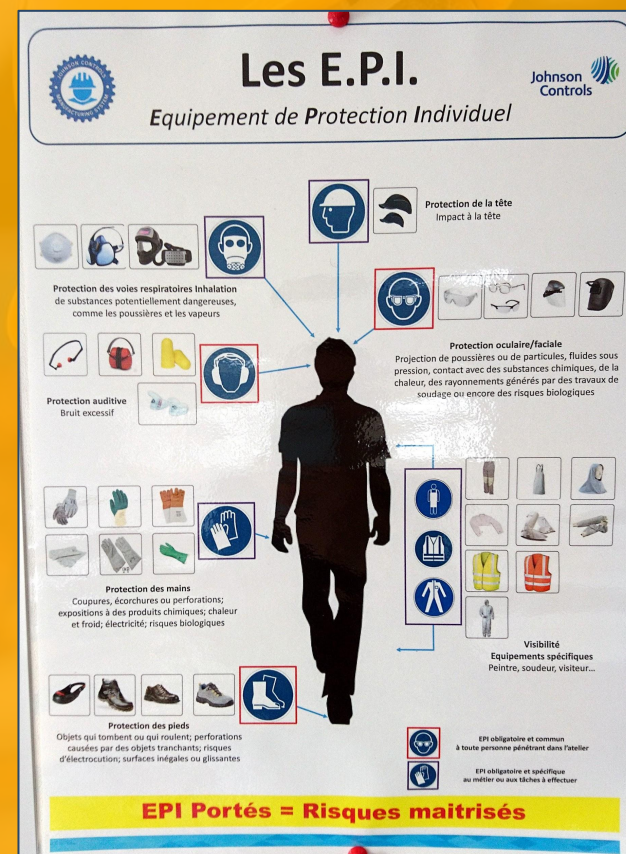 JOHNSON CONTROLS
MANUFACTURING SYSTEM
Les E.P.I.
Equipement de Protection Individuel
Johnson
Controls
Protection de la tête
Impact à la tête
Protection des voies respiratoires Inhalation
de substances potentiellement dangereuses,
comme les poussières et les vapeurs
Protection oculaire/faciale
Projection de poussières ou de particules, fluides sous
pression, contact avec des substances chimiques, de la
chaleur, des rayonnements générés par des travaux de
soudage ou encore des risques biologiques
Protection auditive
Bruit excessif
Protection des mains
Coupures, écorchures ou perforations;
expositions à des produits chimiques; chaleur
et froid; électricité; risques biologiques
Visibilité
Equipements spécifiques
Peintre, soudeur, visiteur...
Protection des pieds
Objets qui tombent ou qui roulent; perforations
causées par des objets tranchants; risques
d'électrocution; surfaces inégales ou glissantes
EPI obligatoire et commun
à toute personne pénétrant dans l'atelier
EPI obligatoire et spécifique
au métier ou aux tâches à effectuer
EPI Portés = Risques maitrisés